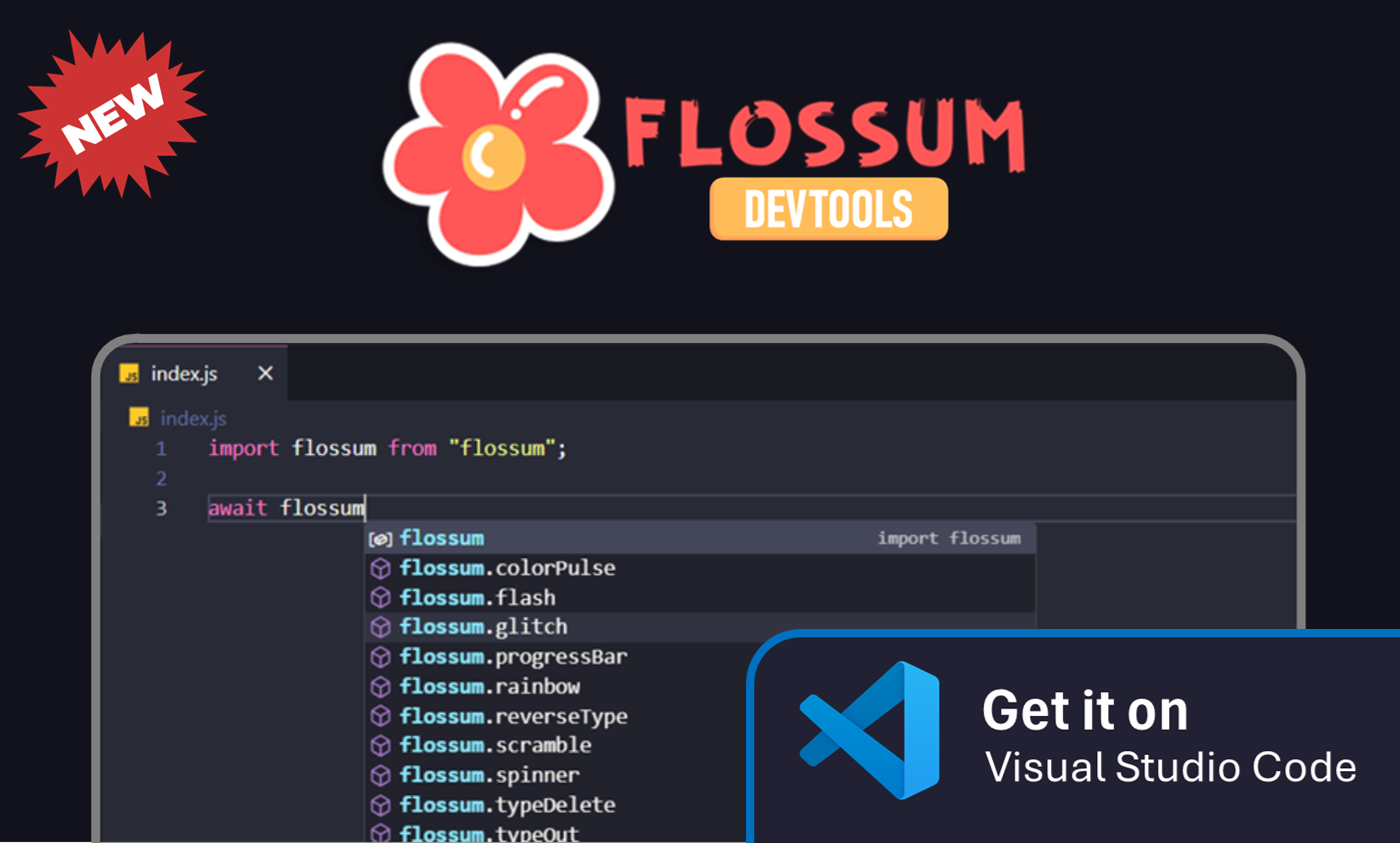 NEW
FLOSSUM
DEVTOOLS
JS index.js ×
JS index.js
1 import flossum from "flossum";
2
3 await flossum
flossum import flossum
flossum.colorPulse
flossum.flash
flossum.glitch
flossum.progressBar
flossum.rainbow
flossum.reverseType
flossum.scramble
flossum.spinner
flossum.typeDelete
flossum.typeOut
Get it on
Visual Studio Code